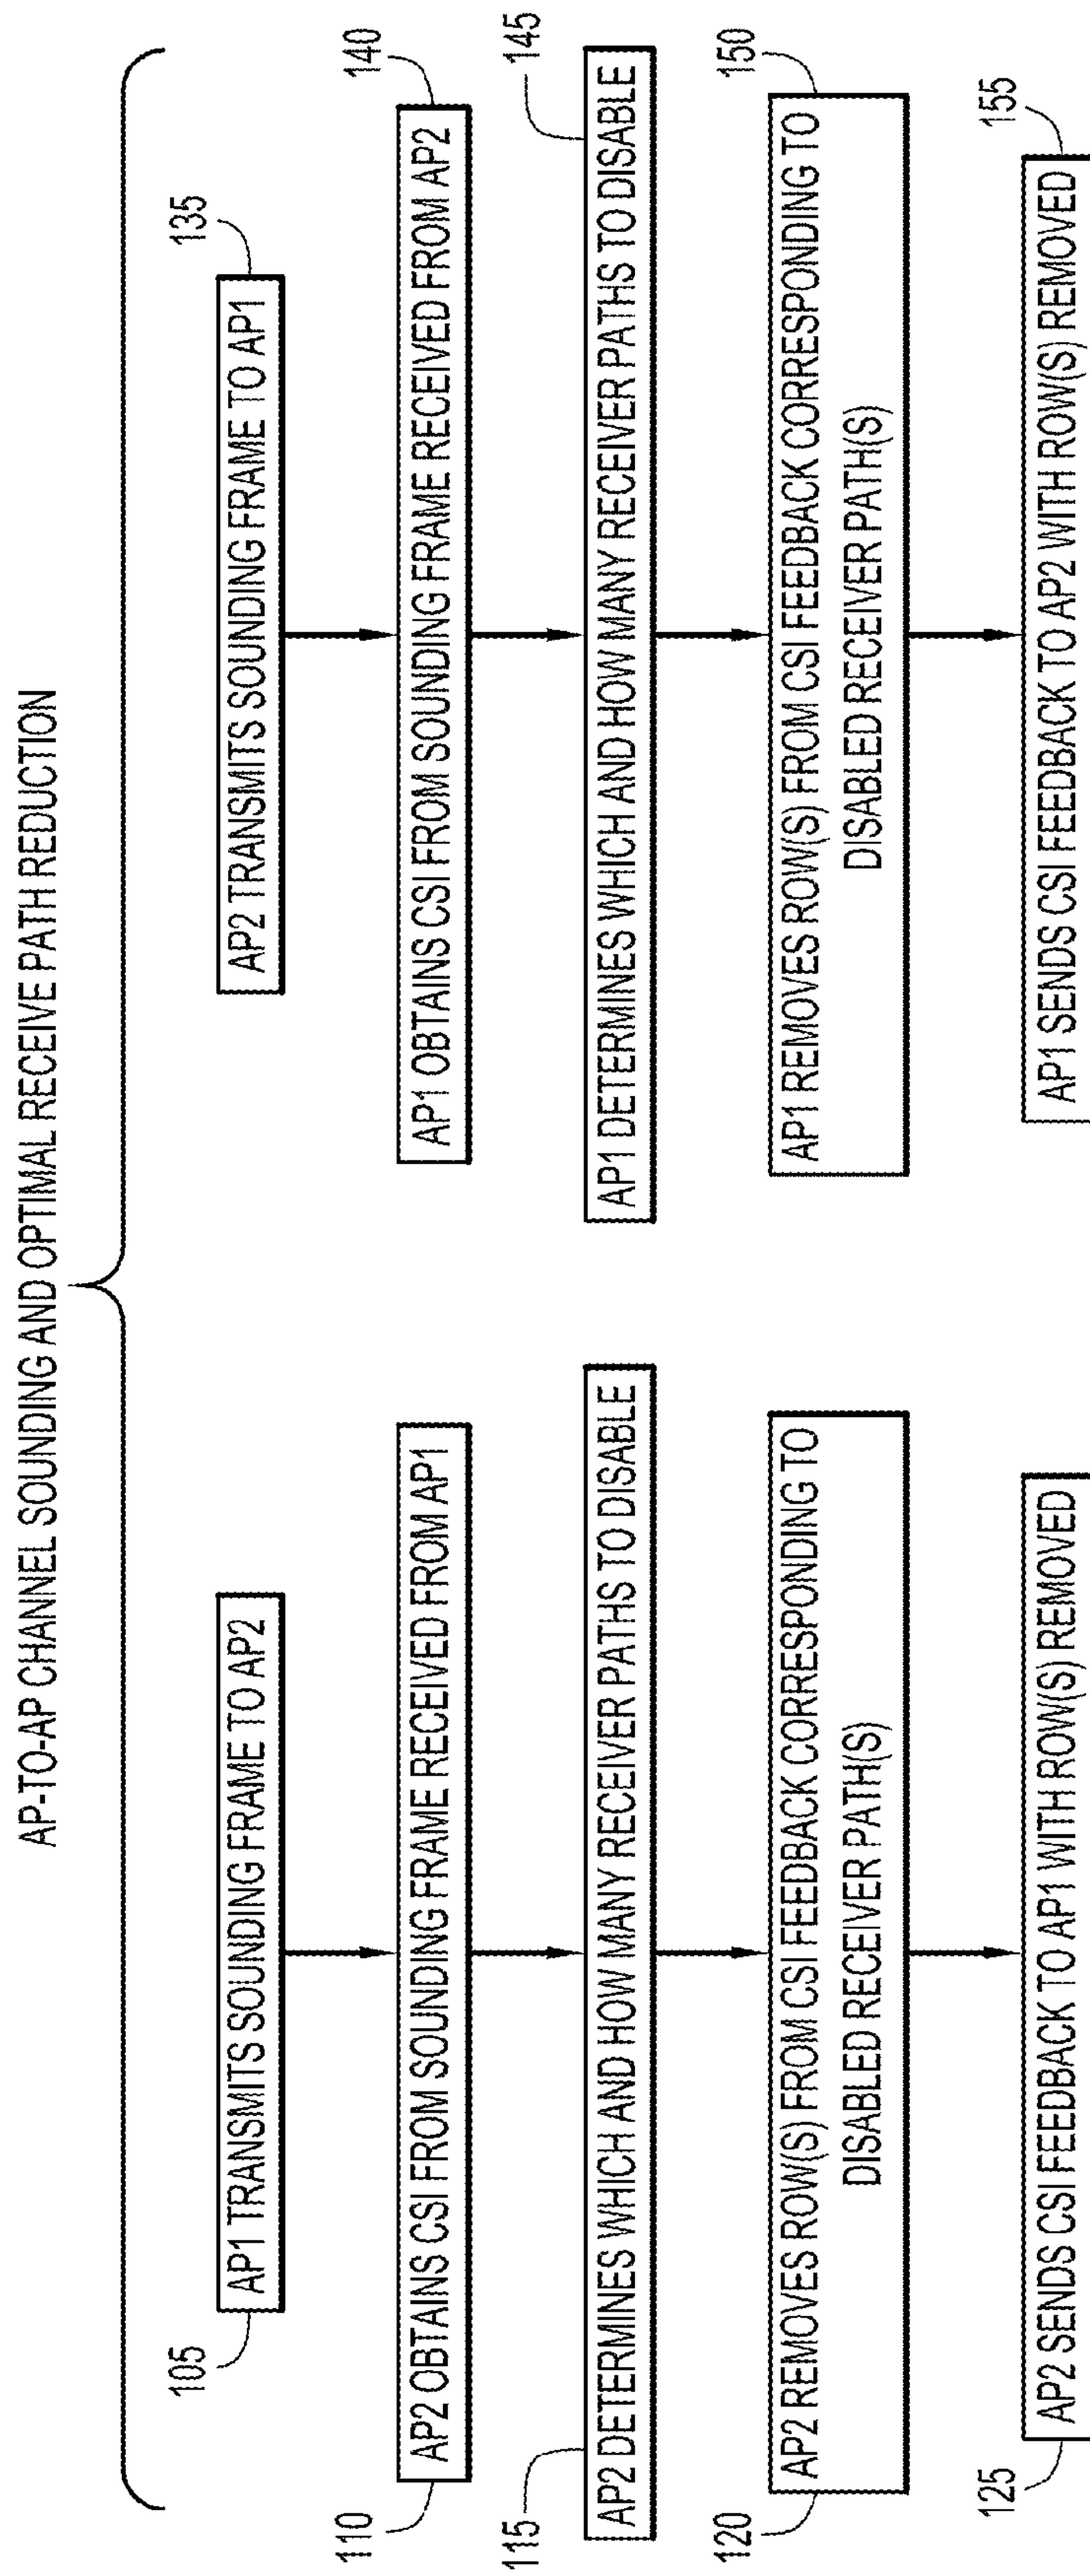 AP-TO-AP CHANNEL SOUNDING AND OPTIMAL RECEIVE PATH REDUCTION
105
AP1 TRANSMITS SOUNDING FRAME TO AP2
110
AP2 OBTAINS CSI FROM SOUNDING FRAME RECEIVED FROM AP1
115
AP2 DETERMINES WHICH AND HOW MANY RECEIVER PATHS TO DISABLE
120
AP2 REMOVES ROW(S) FROM CSI FEEDBACK CORRESPONDING TO
DISABLED RECEIVER PATH(S)
125
AP2 SENDS CSI FEEDBACK TO AP1 WITH ROW(S) REMOVED
135
AP2 TRANSMITS SOUNDING FRAME TO AP1
140
AP1 OBTAINS CSI FROM SOUNDING FRAME RECEIVED FROM AP2
145
AP1 DETERMINES WHICH AND HOW MANY RECEIVER PATHS TO DISABLE
150
AP1 REMOVES ROW(S) FROM CSI FEEDBACK CORRESPONDING TO
DISABLED RECEIVER PATH(S)
155
AP1 SENDS CSI FEEDBACK TO AP2 WITH ROW(S) REMOVED